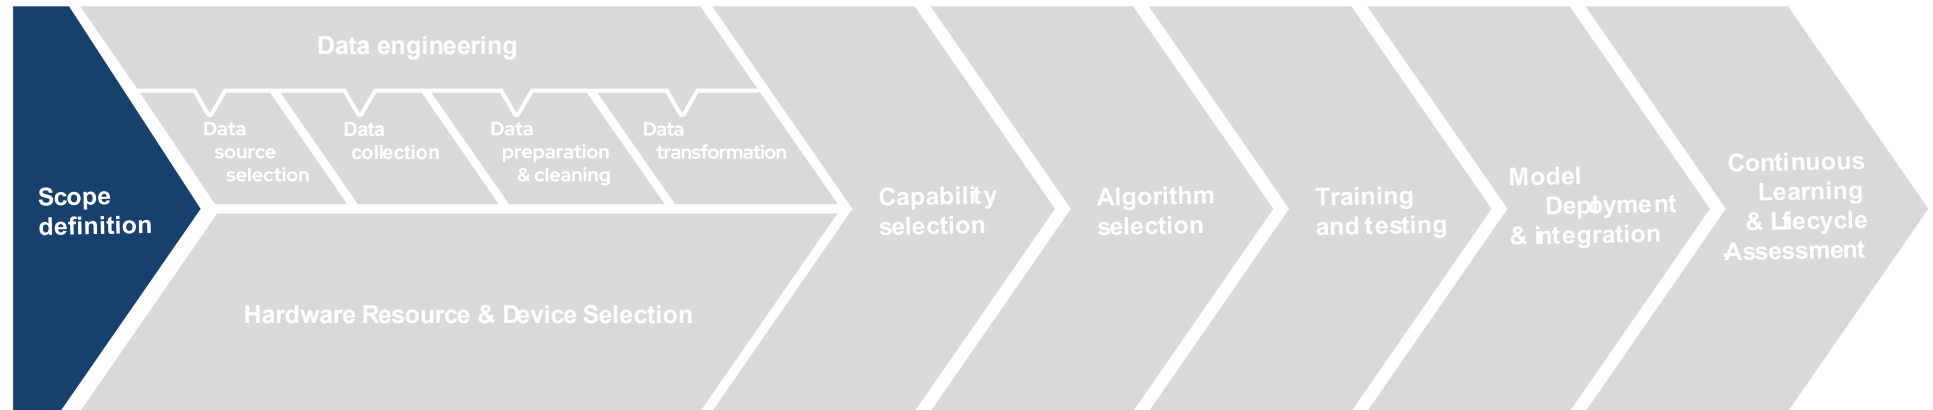 Scope
definition
Data engineering
Data
source
selection
Data
collection
Data
preparation
& cleaning
Data
transformation
Hardware Resource & Device Selection
Capability
selection
Algorithm
selection
Training
and testing
Model
Deployment
& integration
Continuous
Learning
& Lifecycle
Assessment